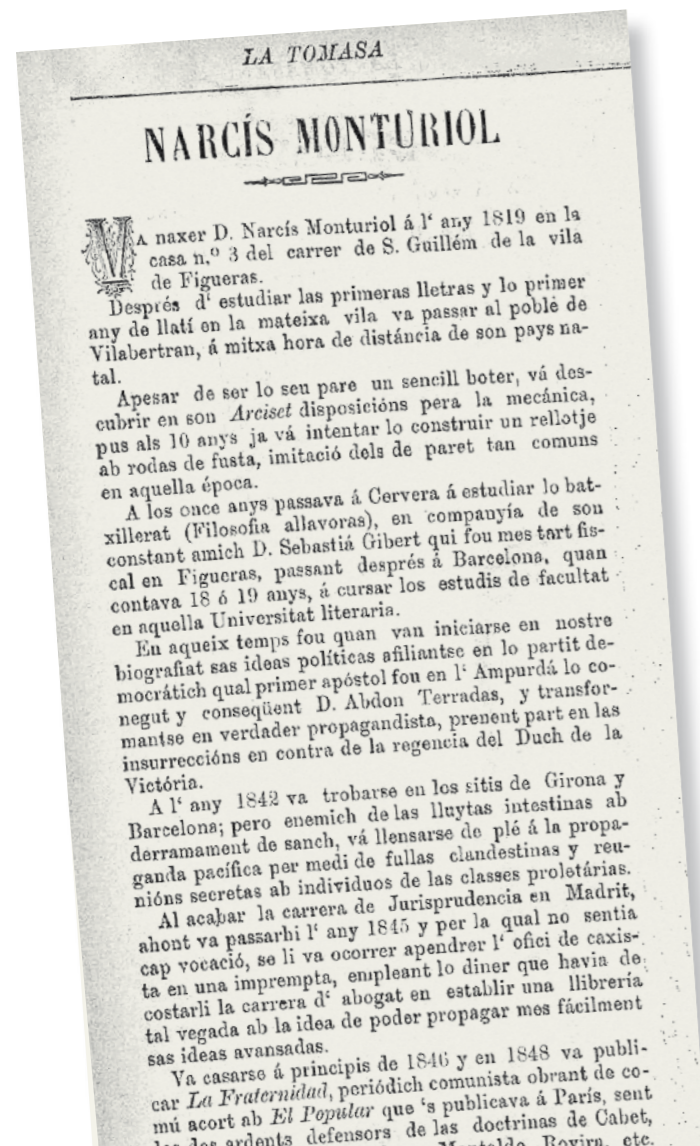 LA TOMASA
NARCÍS MONTURIOL
VA naxer D. Narcís Monturiol á l‘ any 1819 en la
casa n.º 3 del carrer de S. Guillém de la vila
de Figueras.
Després d‘ estudiar las primeras lletras y lo primer
any de llatí en la mateixa vila va passar al poble de
Vilabertran, á mitxa hora de distáncia de son pays na-
tal.
Apesar de ser lo seu pare un sencill boter, vá des-
cubrir en son Arciset disposicións pera la mecánica,
pus als 10 anys ja vá intentar lo construir un rellotje
ab rodas de fusta, imitació dels de paret tan comuns
en aquella época.
A los once anys passava á Cervera á estudiar lo bat-
xillerat (Filosofia allavoras), en companyía de son
constant amich D. Sebastiá Gibert qui fou mes tart fis-
cal en Figueras, passant després á Barcelona, quan
contava 18 ó 19 anys, á cursar los estudis de facultat
en aquella Universitat literaria.
En aqueix temps fou quan van iniciarse en nostre
biografiat sas ideas políticas afiliantse en lo partit de-
mocrátich qual primer apóstol fou en l‘ Ampurdá lo co-
negut y conseqüent D. Abdon Terradas, y transfor-
mantse en verdader propagandista, prenent part en las
insurreccións en contra de la regencia del Duch de la
Victória.
A l‘ any 1842 va trobarse en los sitis de Girona y
Barcelona; pero enemich de las lluytas intestinas ab
derramament de sanch, vá llensarse de plé á la propa-
ganda pacífica per medi de fullas clandestinas y reu-
nións secretas ab individuos de las classes proletárias.
Al acabar la carrera de Jurisprudencia en Madrit,
ahont va passarhi l‘ any 1845 y per la qual no sentia
cap vocació, se li va ocorrer apendrer l‘ ofici de caxis-
ta en una imprempta, empleant lo diner que havia de
costarli la carrera d‘ abogat en establir una llibrería
tal vegada ab la idea de poder propagar mes fácilment
sas ideas avansadas.
Va casarse á principis de 1846 y en 1848 va publi-
car La Fraternidad, periódich comunista obrant de co-
mú acort ab El Popular que ‘s publicava á París, sent
los dos ardents defensors de las doctrinas de Cabet,
Rovira, etc.